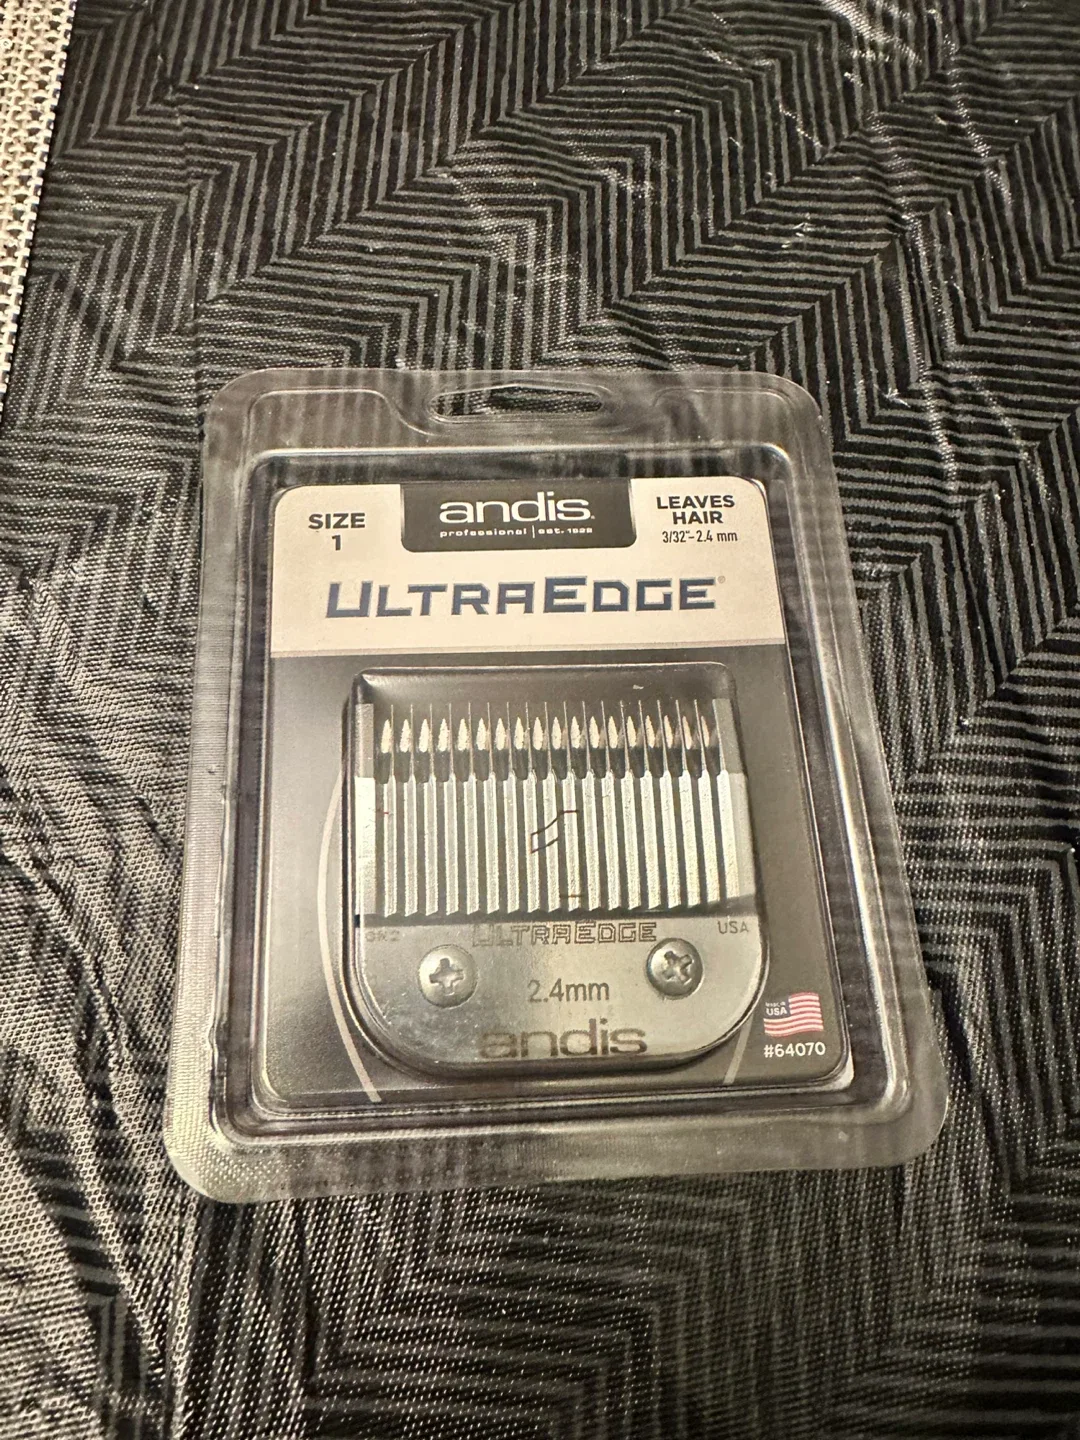 SIZE
1
andis
professional | est. 1922
LEAVES
HAIR
3/32"-2.4 mm
ULTRAEDGE®
ULTRAEDGE
USA
2.4mm
andis
MADE IN
USA
#64070